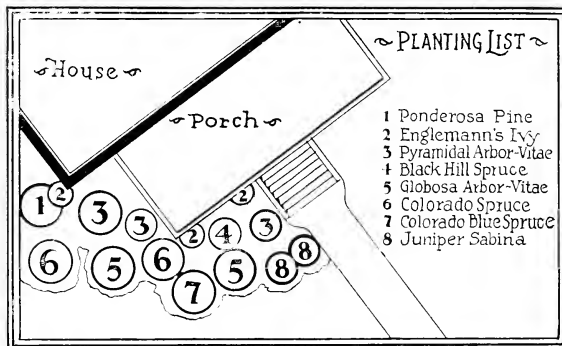 ~House~
~Porch~
~Planting List~
1 Ponderosa Pine
2 Englemann's Ivy
3 Pyramidal Arbor-Vitae
4 Black Hill Spruce
5 Globosa Arbor-Vitae
6 Colorado Spruce
7 Colorado Blue Spruce
8 Juniper Sabina
2
1 2 3 3 2 4 3
6 5 6 7 5 8 8